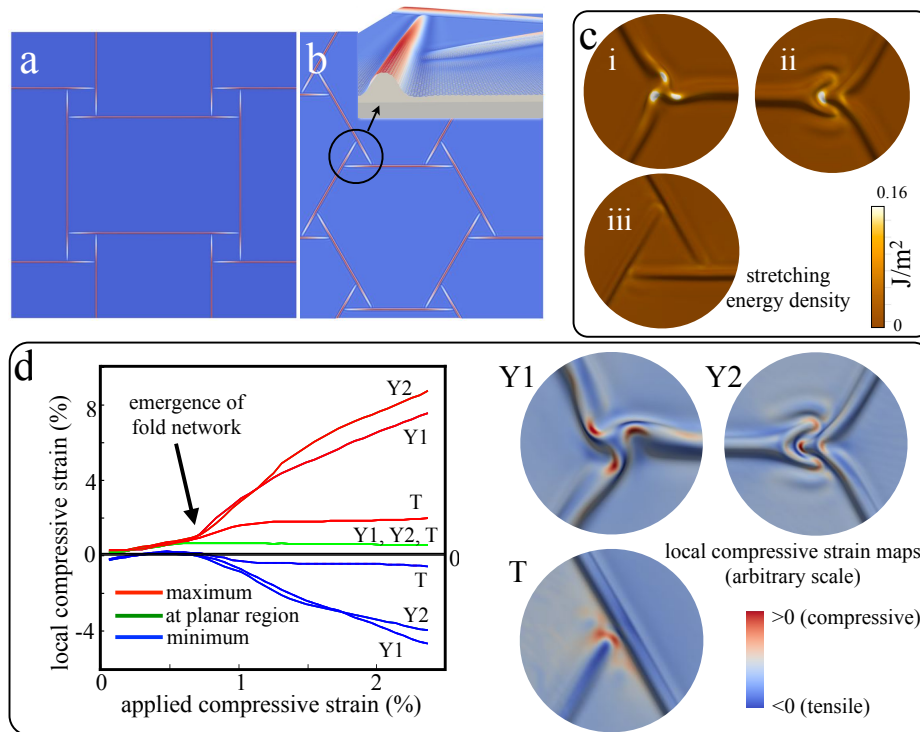 a
b
c
i
ii
iii
0.16
J/m²
0
stretching
energy density
d
local compressive strain (%)
8
4
0
-4
0
1
2
applied compressive strain (%)
emergence of
fold network
Y2
Y1
T
Y1, Y2, T
0
T
Y2
Y1
maximum
at planar region
minimum
Y1
Y2
T
local compressive strain maps
(arbitrary scale)
>0 (compressive)
<0 (tensile)